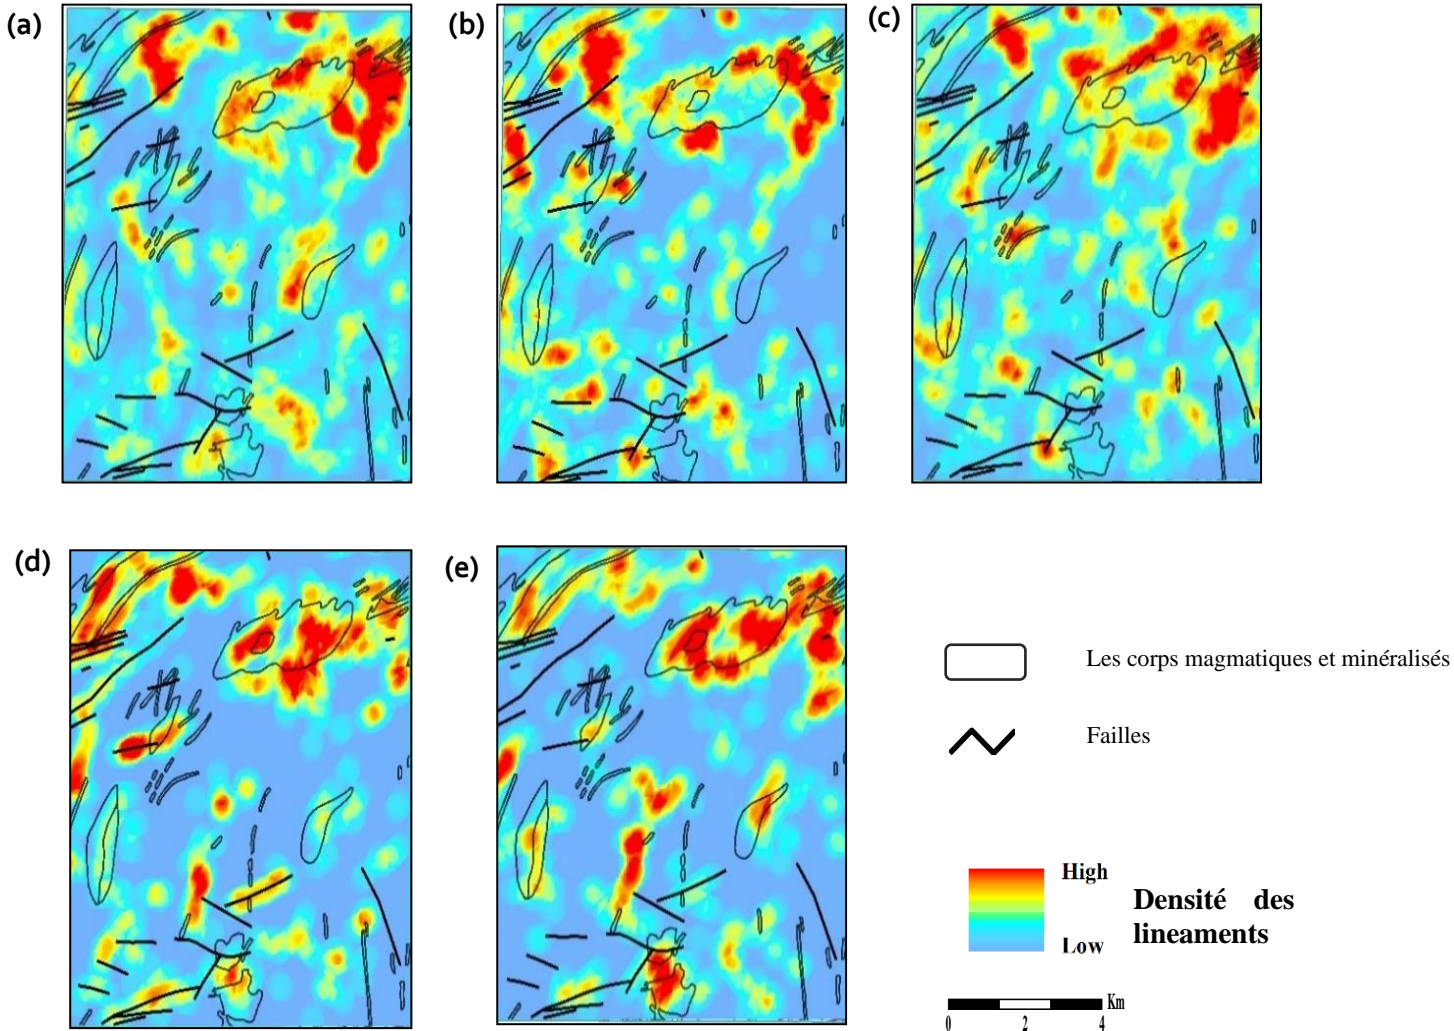 (a)
(b)
(c)
(d)
(e)
Les corps magmatiques et minéralisés
Failles
High
Densité des
lineaments
Low
Km
0 2 4